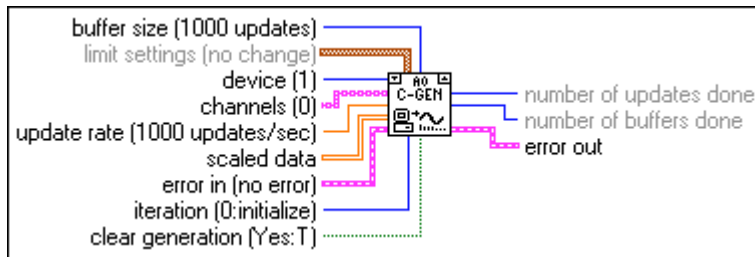 buffer size (1000 updates)
limit settings (no change)
device (1)
channels (0)
update rate (1000 updates/sec)
scaled data
error in (no error)
iteration (0:initialize)
clear generation (Yes:T)
AO
C-GEN
number of updates done
number of buffers done
error out